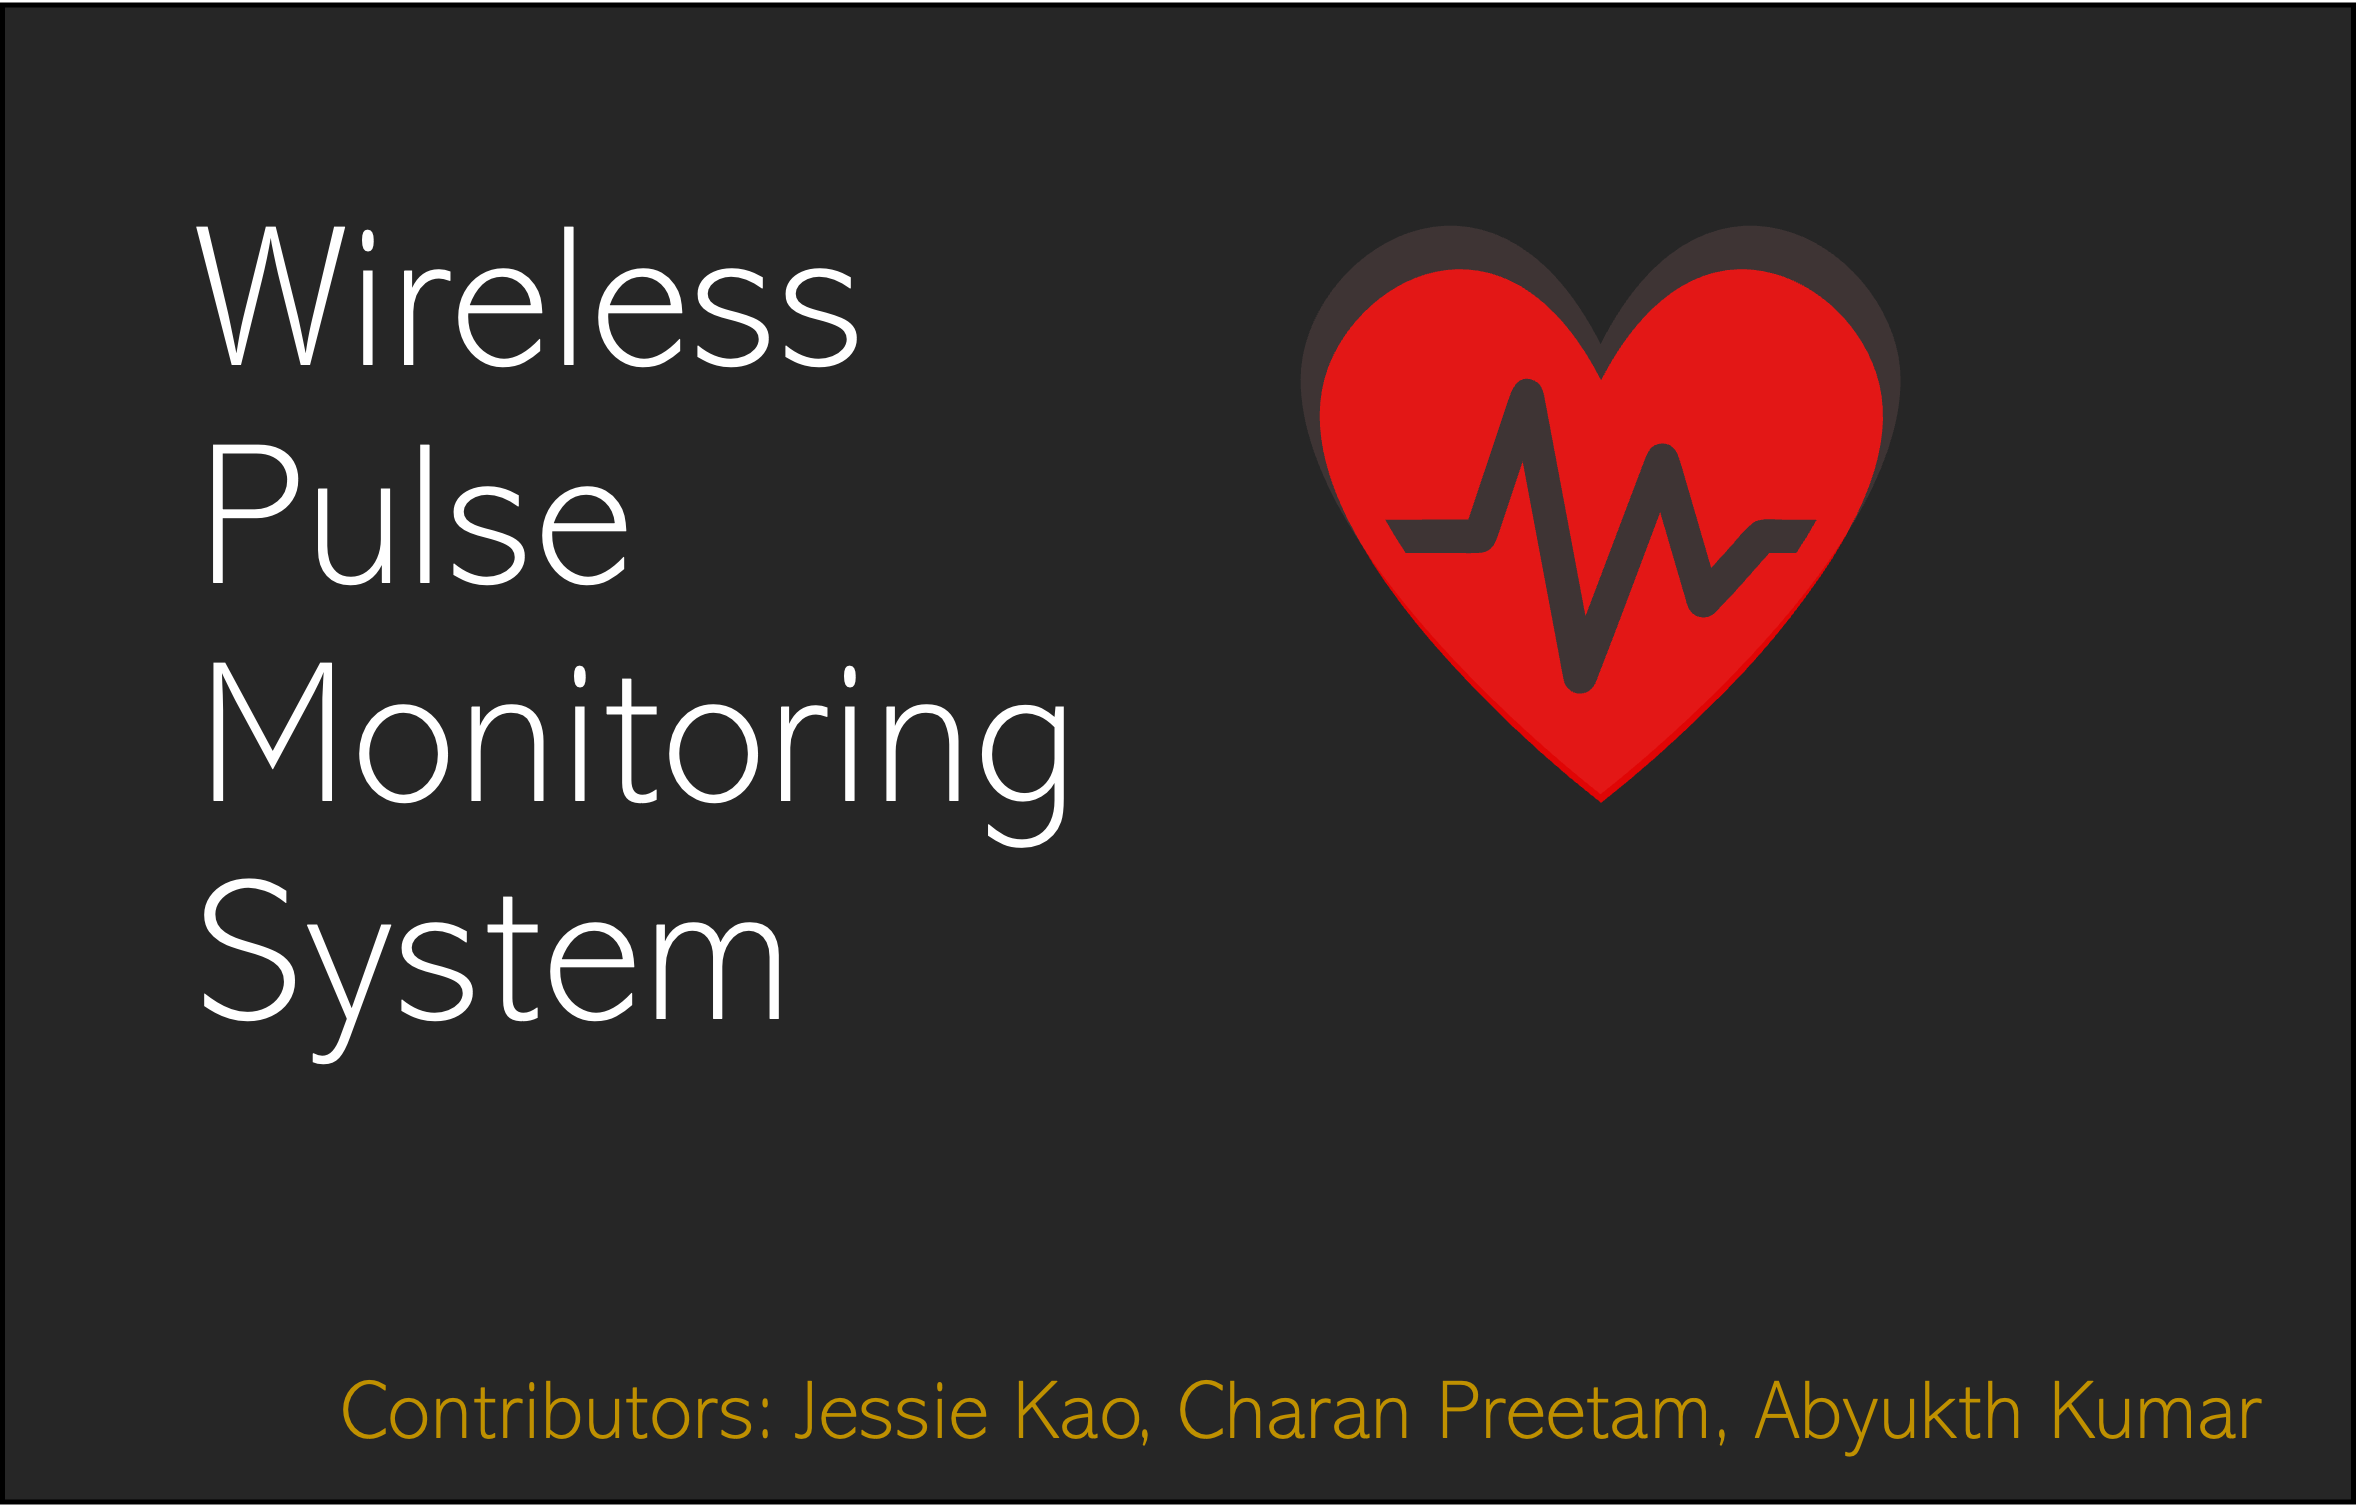 Wireless
Pulse
Monitoring
System
Contributors: Jessie Kao, Charan Preetam, Abyukth Kumar